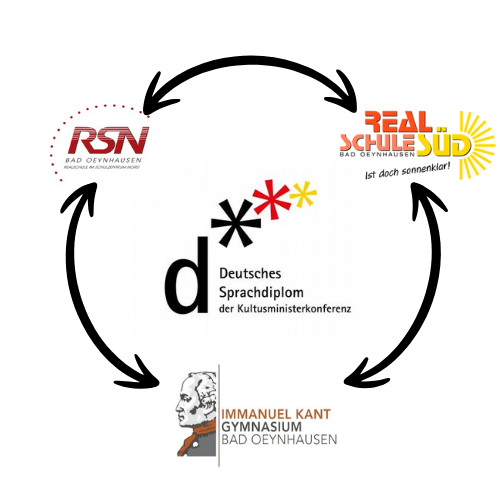 RSN
BAD OEYNHAUSEN
REALSCHULE IM SCHULZENTRUM NORD
REAL
SCHULE SÜD
BAD OEYNHAUSEN
Ist doch sonnenklar!
d
Deutsches
Sprachdiplom
der Kultusministerkonferenz
IMMANUEL KANT
GYMNASIUM
BAD OEYNHAUSEN